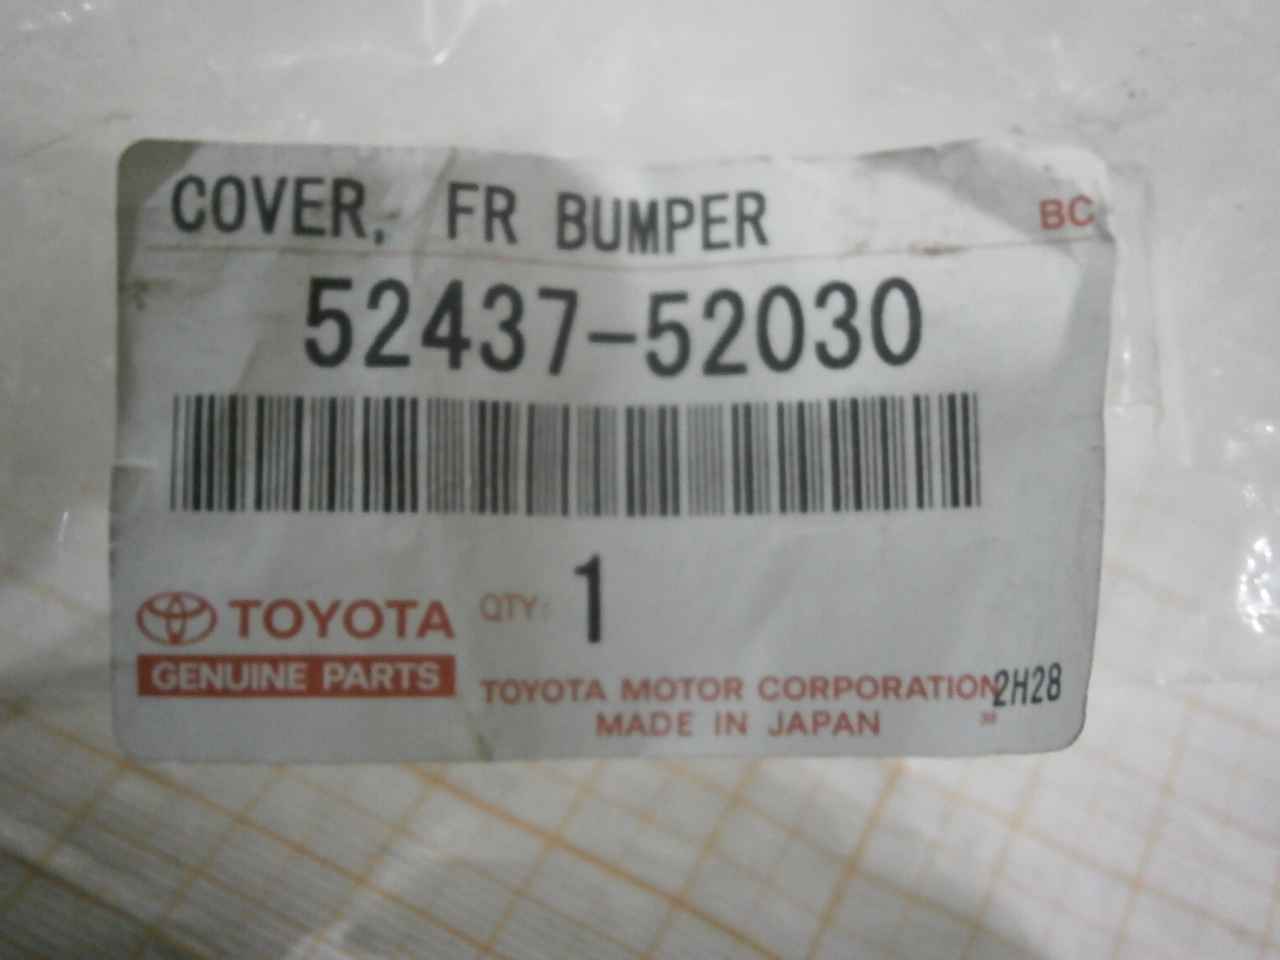 COVER, FR BUMPER
BC
52437-52030
QTY: 1
TOYOTA
GENUINE PARTS
TOYOTA MOTOR CORPORATION 2H28
MADE IN JAPAN